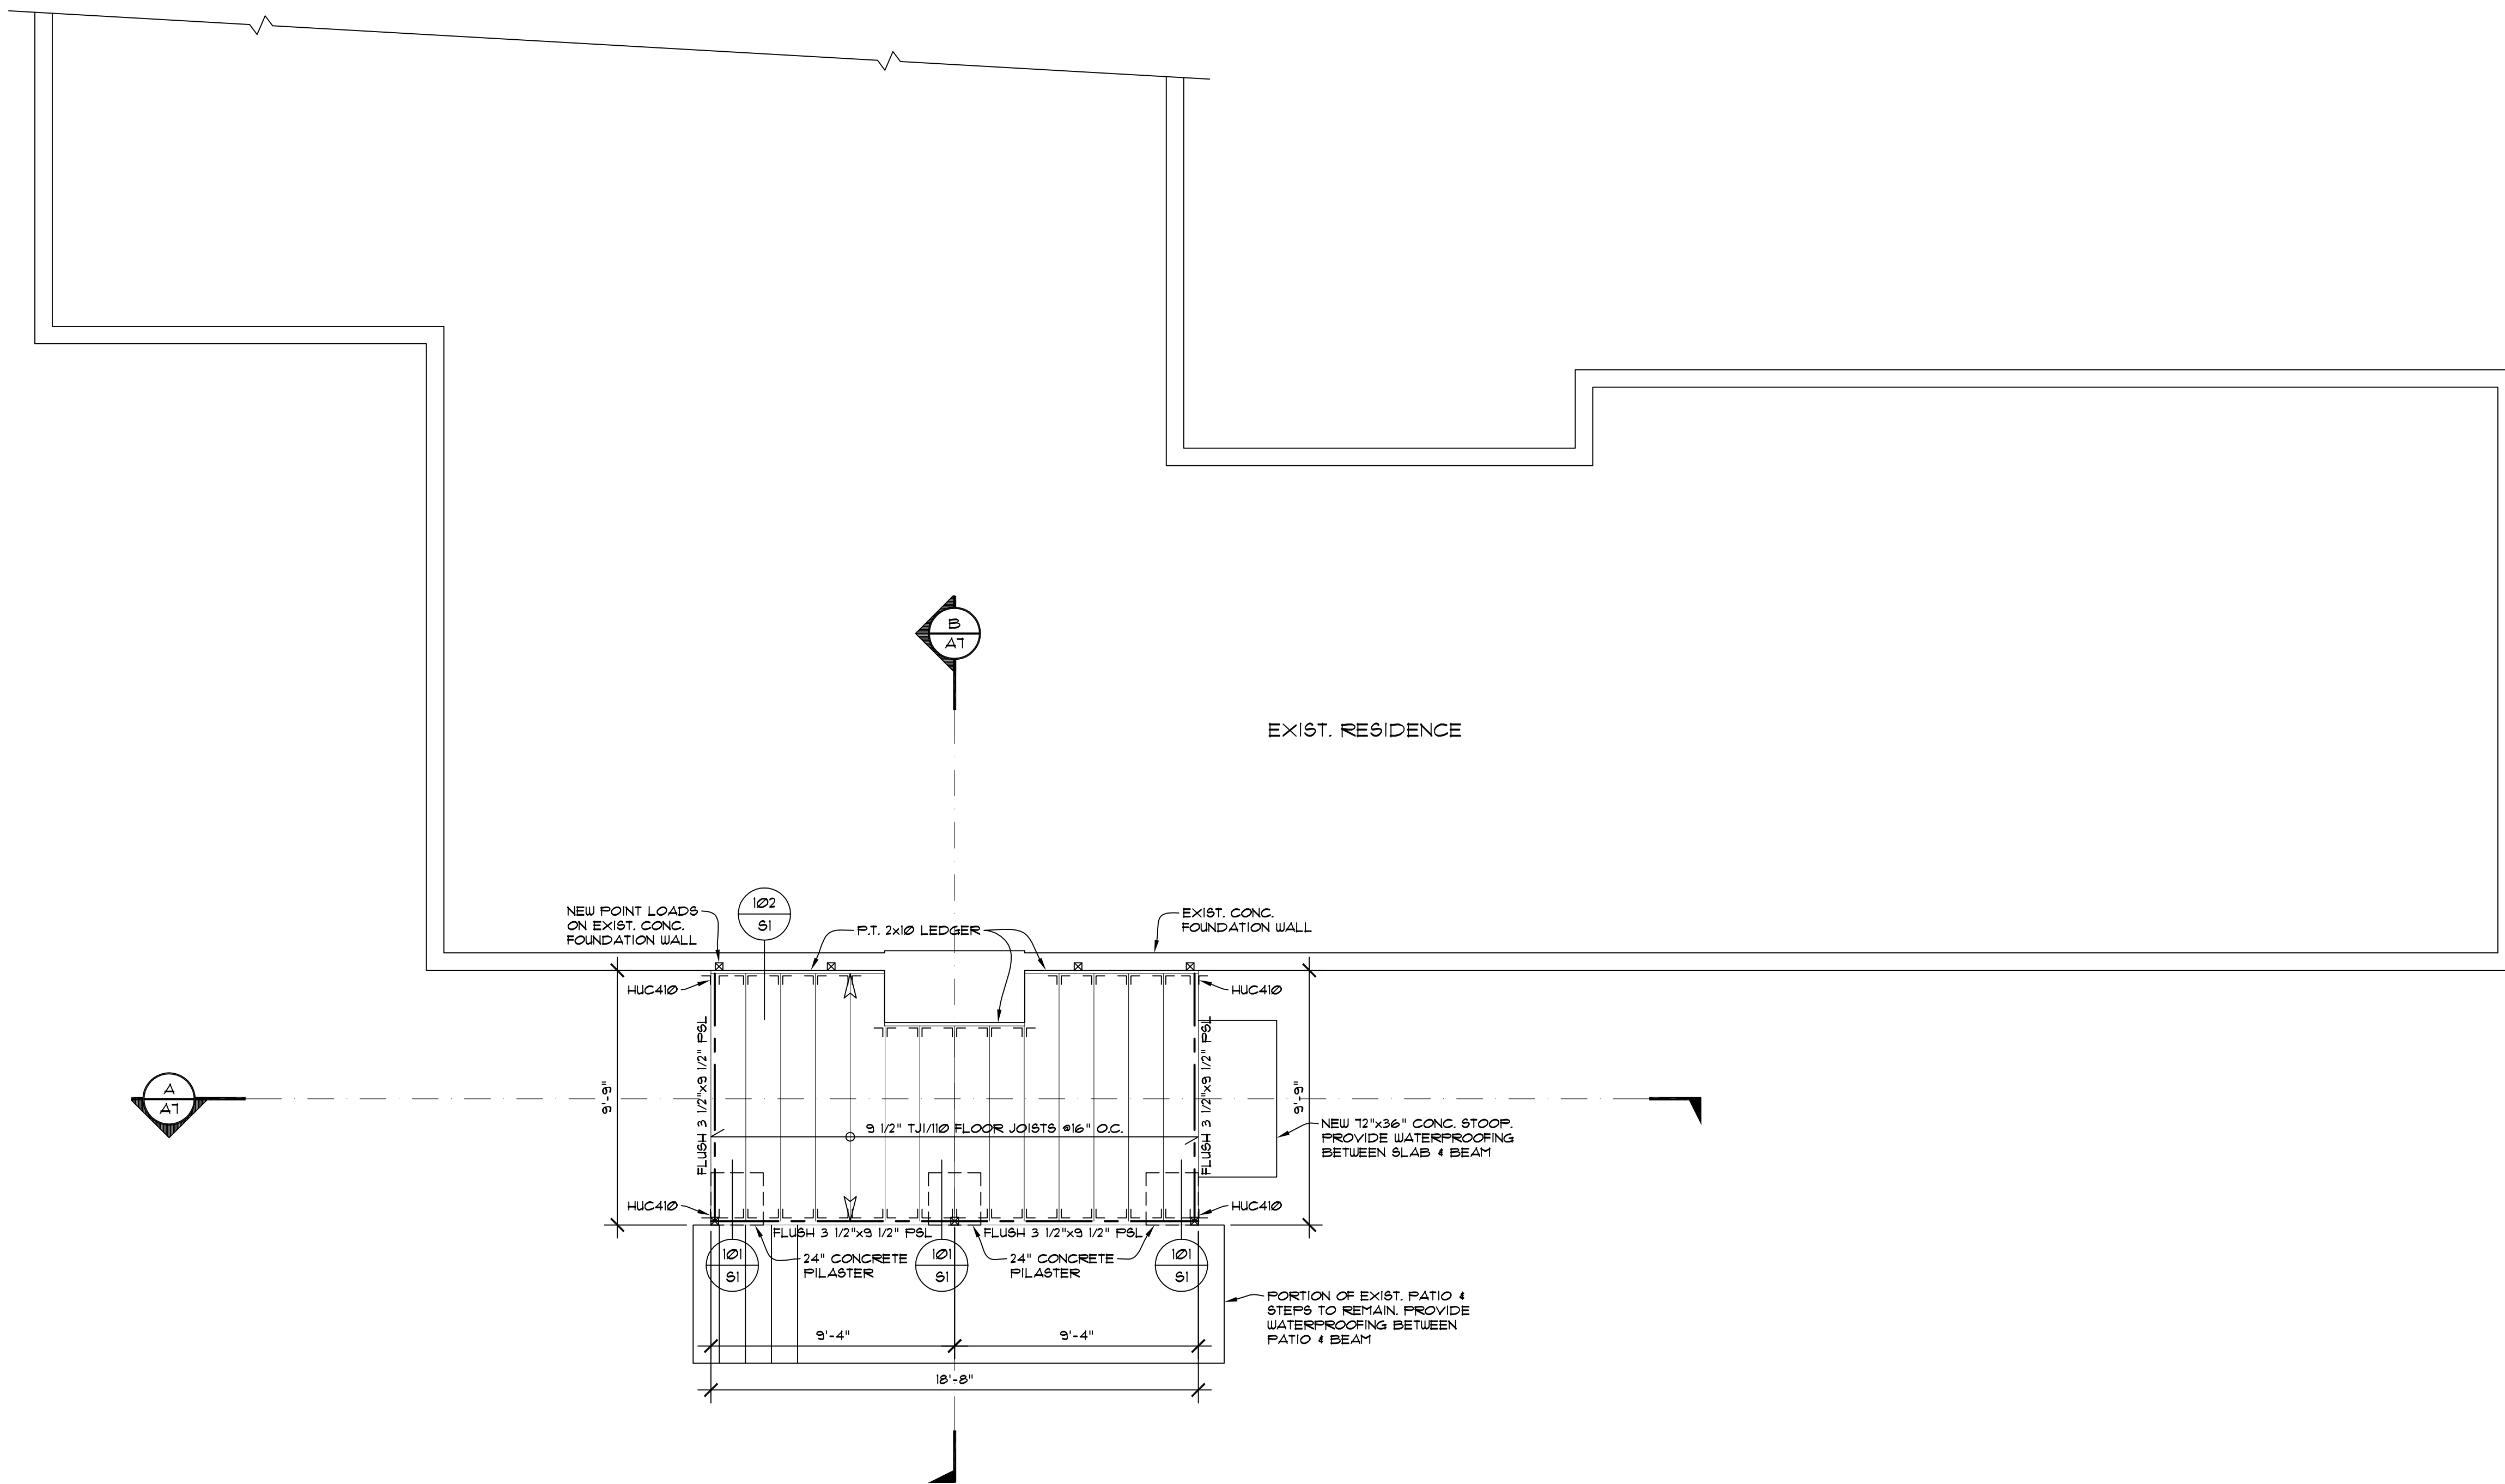 B
A7
EXIST. RESIDENCE
NEW POINT LOADS
ON EXIST. CONC.
FOUNDATION WALL
102
S1
P.T. 2x10 LEDGER
EXIST. CONC.
FOUNDATION WALL
HUC410
HUC410
FLUSH 3 1/2"x9 1/2" PSL
FLUSH 3 1/2"x9 1/2" PSL
A
A7
9'-9"
9'-9"
9 1/2" TJI/110 FLOOR JOISTS @16" O.C.
NEW 72"x36" CONC. STOOP.
PROVIDE WATERPROOFING
BETWEEN SLAB & BEAM
HUC410
HUC410
FLUSH 3 1/2"x9 1/2" PSL
FLUSH 3 1/2"x9 1/2" PSL
101
S1
24" CONCRETE
PILASTER
101
S1
24" CONCRETE
PILASTER
101
S1
PORTION OF EXIST. PATIO &
STEPS TO REMAIN. PROVIDE
WATERPROOFING BETWEEN
PATIO & BEAM
9'-4"
9'-4"
18'-8"